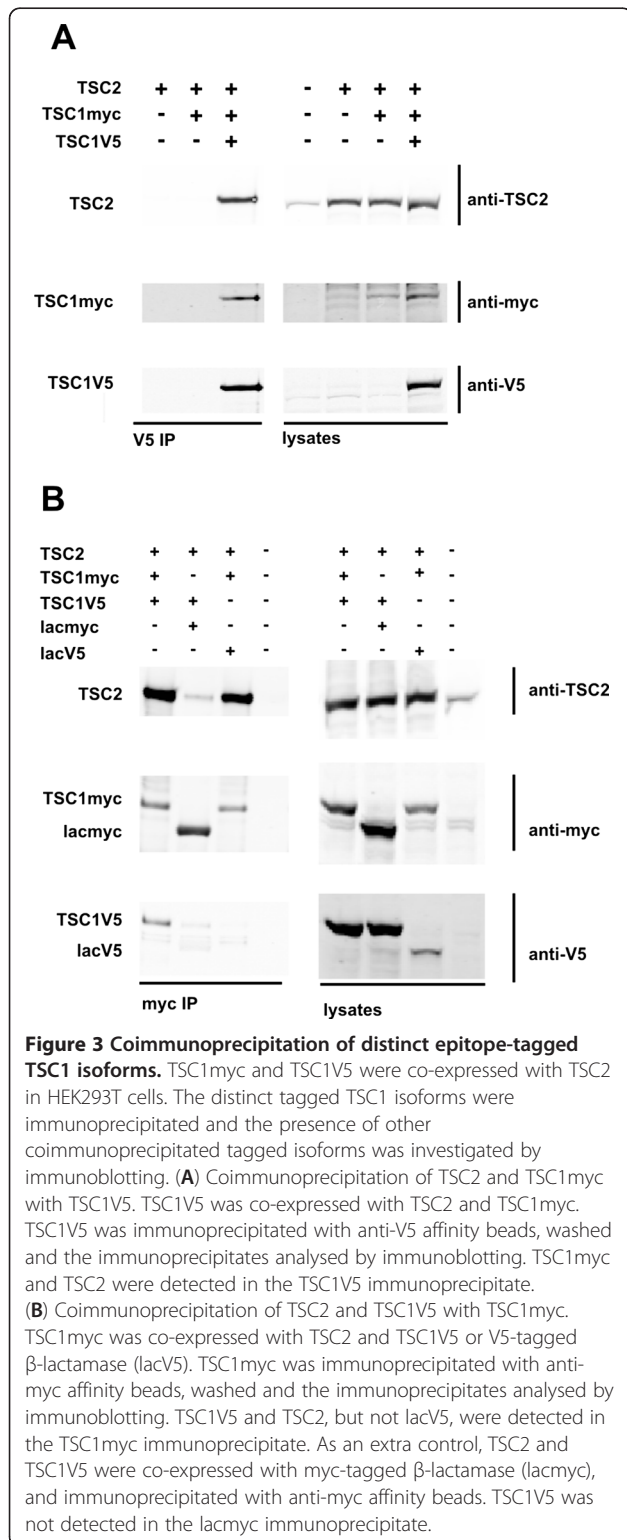 A
TSC2 + + + - + + +
TSC1myc - + + - - + +
TSC1V5 - - + - - - +
TSC2 anti-TSC2
TSC1myc anti-myc
TSC1V5 anti-V5
V5 IP lysates
B
TSC2 + + + - + + + -
TSC1myc + - + - + - + -
TSC1V5 + + - - + + - -
lacmyc - + - - - + - -
lacV5 - - + - - - + -
TSC2 anti-TSC2
TSC1myc
lacmyc anti-myc
TSC1V5
lacV5 anti-V5
myc IP lysates
Figure 3 Coimmunoprecipitation of distinct epitope-tagged
TSC1 isoforms. TSC1myc and TSC1V5 were co-expressed with TSC2
in HEK293T cells. The distinct tagged TSC1 isoforms were
immunoprecipitated and the presence of other
coimmunoprecipitated tagged isoforms was investigated by
immunoblotting. (A) Coimmunoprecipitation of TSC2 and TSC1myc
with TSC1V5. TSC1V5 was co-expressed with TSC2 and TSC1myc.
TSC1V5 was immunoprecipitated with anti-V5 affinity beads, washed
and the immunoprecipitates analysed by immunoblotting. TSC1myc
and TSC2 were detected in the TSC1V5 immunoprecipitate.
(B) Coimmunoprecipitation of TSC2 and TSC1V5 with TSC1myc.
TSC1myc was co-expressed with TSC2 and TSC1V5 or V5-tagged
β-lactamase (lacV5). TSC1myc was immunoprecipitated with anti-
myc affinity beads, washed and the immunoprecipitates analysed by
immunoblotting. TSC1V5 and TSC2, but not lacV5, were detected in
the TSC1myc immunoprecipitate. As an extra control, TSC2 and
TSC1V5 were co-expressed with myc-tagged β-lactamase (lacmyc),
and immunoprecipitated with anti-myc affinity beads. TSC1V5 was
not detected in the lacmyc immunoprecipitate.